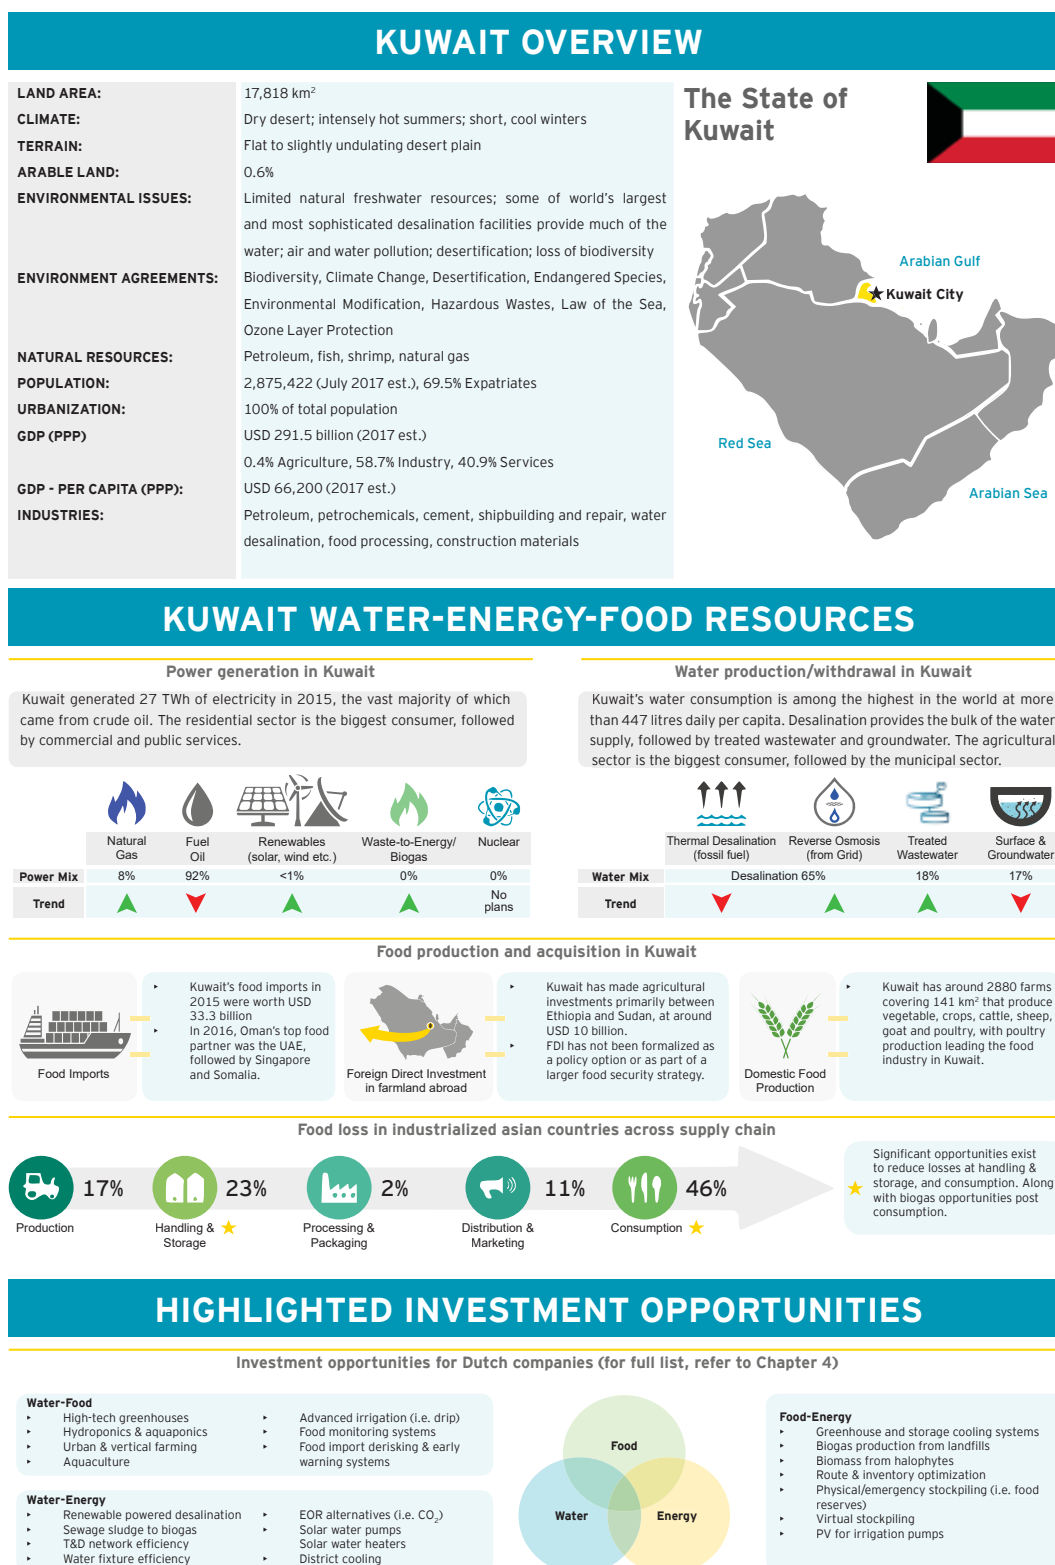 KUWAIT OVERVIEW
LAND AREA: 17,818 km²
CLIMATE: Dry desert; intensely hot summers; short, cool winters
TERRAIN: Flat to slightly undulating desert plain
ARABLE LAND: 0.6%
ENVIRONMENTAL ISSUES: Limited natural freshwater resources; some of world's largest
and most sophisticated desalination facilities provide much of the
water; air and water pollution; desertification; loss of biodiversity
ENVIRONMENT AGREEMENTS: Biodiversity, Climate Change, Desertification, Endangered Species,
Environmental Modification, Hazardous Wastes, Law of the Sea,
Ozone Layer Protection
NATURAL RESOURCES: Petroleum, fish, shrimp, natural gas
POPULATION: 2,875,422 (July 2017 est.), 69.5% Expatriates
URBANIZATION: 100% of total population
GDP (PPP) USD 291.5 billion (2017 est.)
0.4% Agriculture, 58.7% Industry, 40.9% Services
GDP - PER CAPITA (PPP): USD 66,200 (2017 est.)
INDUSTRIES: Petroleum, petrochemicals, cement, shipbuilding and repair, water
desalination, food processing, construction materials
The State of
Kuwait
Arabian Gulf
Kuwait City
Red Sea
Arabian Sea
KUWAIT WATER-ENERGY-FOOD RESOURCES
Power generation in Kuwait
Kuwait generated 27 TWh of electricity in 2015, the vast majority of which
came from crude oil. The residential sector is the biggest consumer, followed
by commercial and public services.
Natural Fuel Renewables Waste-to-Energy/ Nuclear
Gas Oil (solar, wind etc.) Biogas
Power Mix 8% 92% <1% 0% 0%
Trend No
plans
Water production/withdrawal in Kuwait
Kuwait's water consumption is among the highest in the world at more
than 447 litres daily per capita. Desalination provides the bulk of the water
supply, followed by treated wastewater and groundwater. The agricultural
sector is the biggest consumer, followed by the municipal sector.
Thermal Desalination Reverse Osmosis Treated Surface &
(fossil fuel) (from Grid) Wastewater Groundwater
Water Mix Desalination 65% 18% 17%
Trend
Food production and acquisition in Kuwait
Food Imports
‣ Kuwait's food imports in
2015 were worth USD
33.3 billion
‣ In 2016, Oman's top food
partner was the UAE,
followed by Singapore
and Somalia.
Foreign Direct Investment
in farmland abroad
‣ Kuwait has made agricultural
investments primarily between
Ethiopia and Sudan, at around
USD 10 billion.
‣ FDI has not been formalized as
a policy option or as part of a
larger food security strategy.
Domestic Food
Production
‣ Kuwait has around 2880 farms
covering 141 km² that produce
vegetable, crops, cattle, sheep,
goat and poultry, with poultry
production leading the food
industry in Kuwait.
Food loss in industrialized asian countries across supply chain
17% 23% 2% 11% 46%
Production
Handling &
Storage
Processing &
Packaging
Distribution &
Marketing
Consumption
Significant opportunities exist
to reduce losses at handling &
storage, and consumption. Along
with biogas opportunities post
consumption.
HIGHLIGHTED INVESTMENT OPPORTUNITIES
Investment opportunities for Dutch companies (for full list, refer to Chapter 4)
Water-Food
‣ High-tech greenhouses
‣ Hydroponics & aquaponics
‣ Urban & vertical farming
‣ Aquaculture
‣ Advanced irrigation (i.e. drip)
‣ Food monitoring systems
‣ Food import derisking & early
warning systems
Water-Energy
‣ Renewable powered desalination
‣ Sewage sludge to biogas
‣ T&D network efficiency
‣ Water fixture efficiency
‣ EOR alternatives (i.e. CO₂)
‣ Solar water pumps
Solar water heaters
‣ District cooling
Food
Water
Energy
Food-Energy
‣ Greenhouse and storage cooling systems
‣ Biogas production from landfills
‣ Biomass from halophytes
‣ Route & inventory optimization
‣ Physical/emergency stockpiling (i.e. food
reserves)
‣ Virtual stockpiling
‣ PV for irrigation pumps